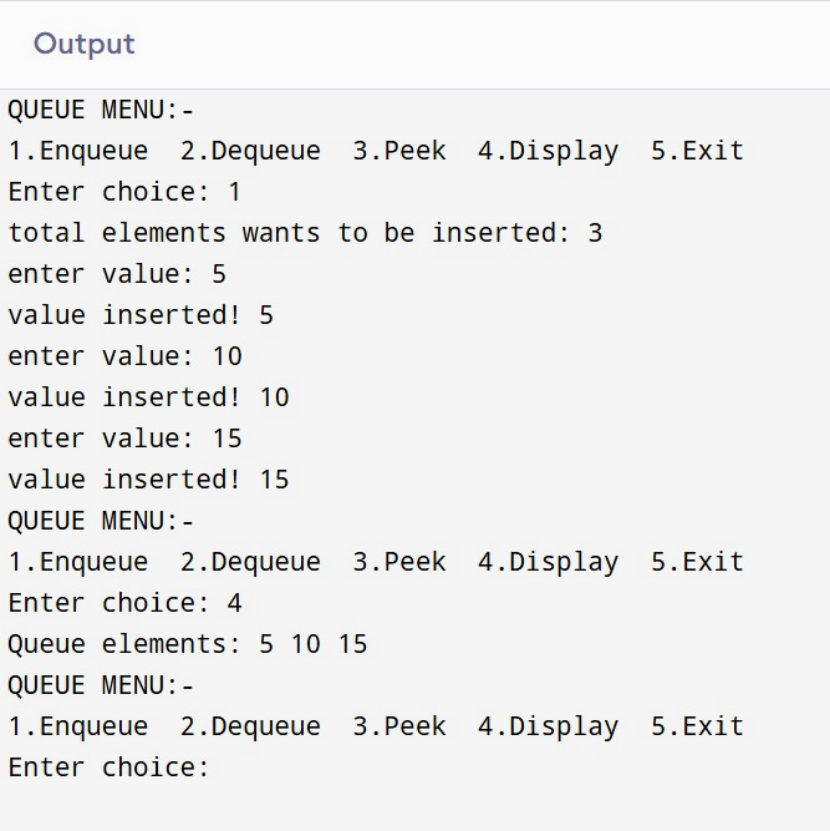 Output
QUEUE MENU:-
1.Enqueue  2.Dequeue  3.Peek  4.Display  5.Exit
Enter choice: 1
total elements wants to be inserted: 3
enter value: 5
value inserted! 5
enter value: 10
value inserted! 10
enter value: 15
value inserted! 15
QUEUE MENU:-
1.Enqueue  2.Dequeue  3.Peek  4.Display  5.Exit
Enter choice: 4
Queue elements: 5 10 15
QUEUE MENU:-
1.Enqueue  2.Dequeue  3.Peek  4.Display  5.Exit
Enter choice: